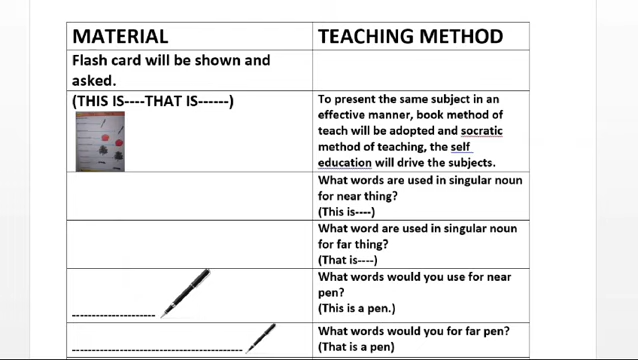 MATERIAL
TEACHING METHOD
Flash card will be shown and
asked.
(THIS IS----THAT IS------)
To present the same subject in an
effective manner, book method of
teach will be adopted and socratic
method of teaching, the self
education will drive the subjects.
What words are used in singular noun
for near thing?
(This is----)
What word are used in singular noun
for far thing?
(That is----)
What words would you use for near
pen?
(This is a pen.)
What words would you for far pen?
(That is a pen)